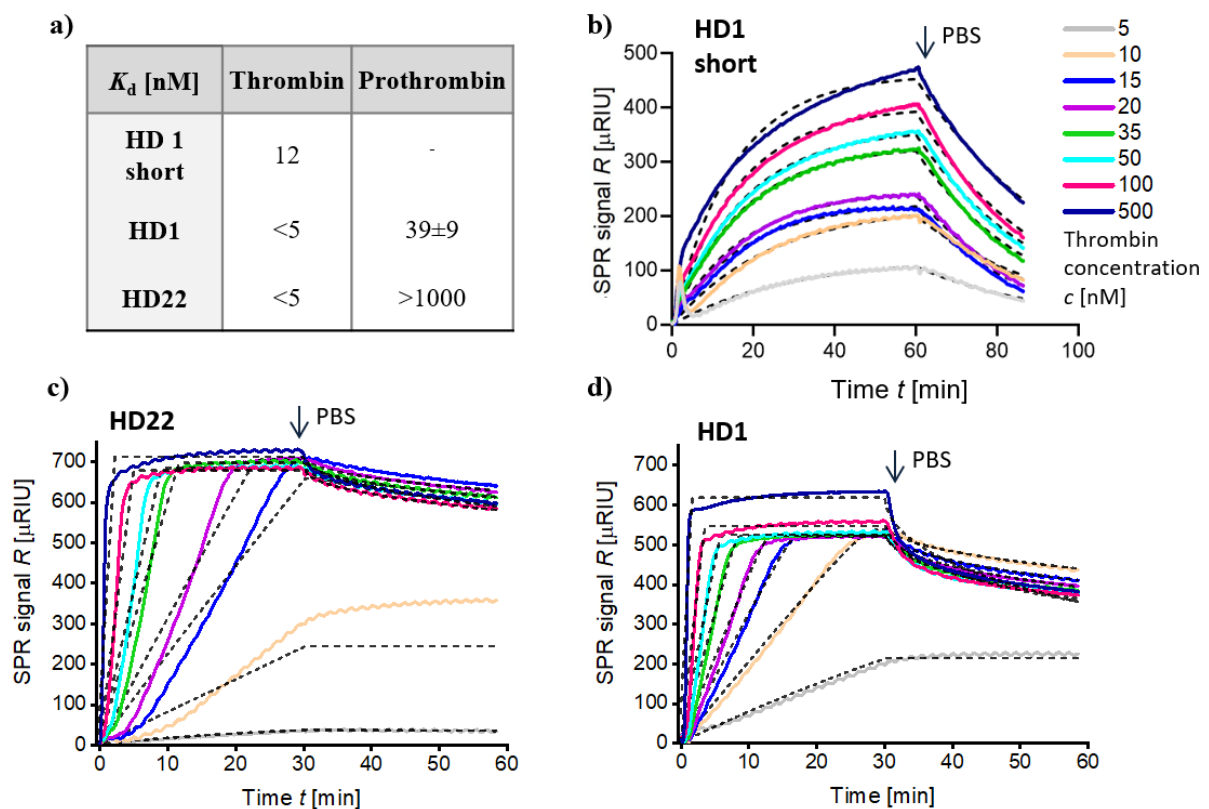 a)
K_d [nM] Thrombin Prothrombin
HD 1
short
12 -
HD1 <5 39±9
HD22 <5 >1000
b)
HD1
short
PBS
500
400
300
200
100
0
SPR signal R [µRIU]
0 20 40 60 80 100
Time t [min]
5
10
15
20
35
50
100
500
Thrombin
concentration
c [nM]
c)
HD22
PBS
700
600
500
400
300
200
100
0
SPR signal R [µRIU]
0 10 20 30 40 50 60
Time t [min]
d)
HD1
PBS
700
600
500
400
300
200
100
0
SPR signal R [µRIU]
0 10 20 30 40 50 60
Time [min]